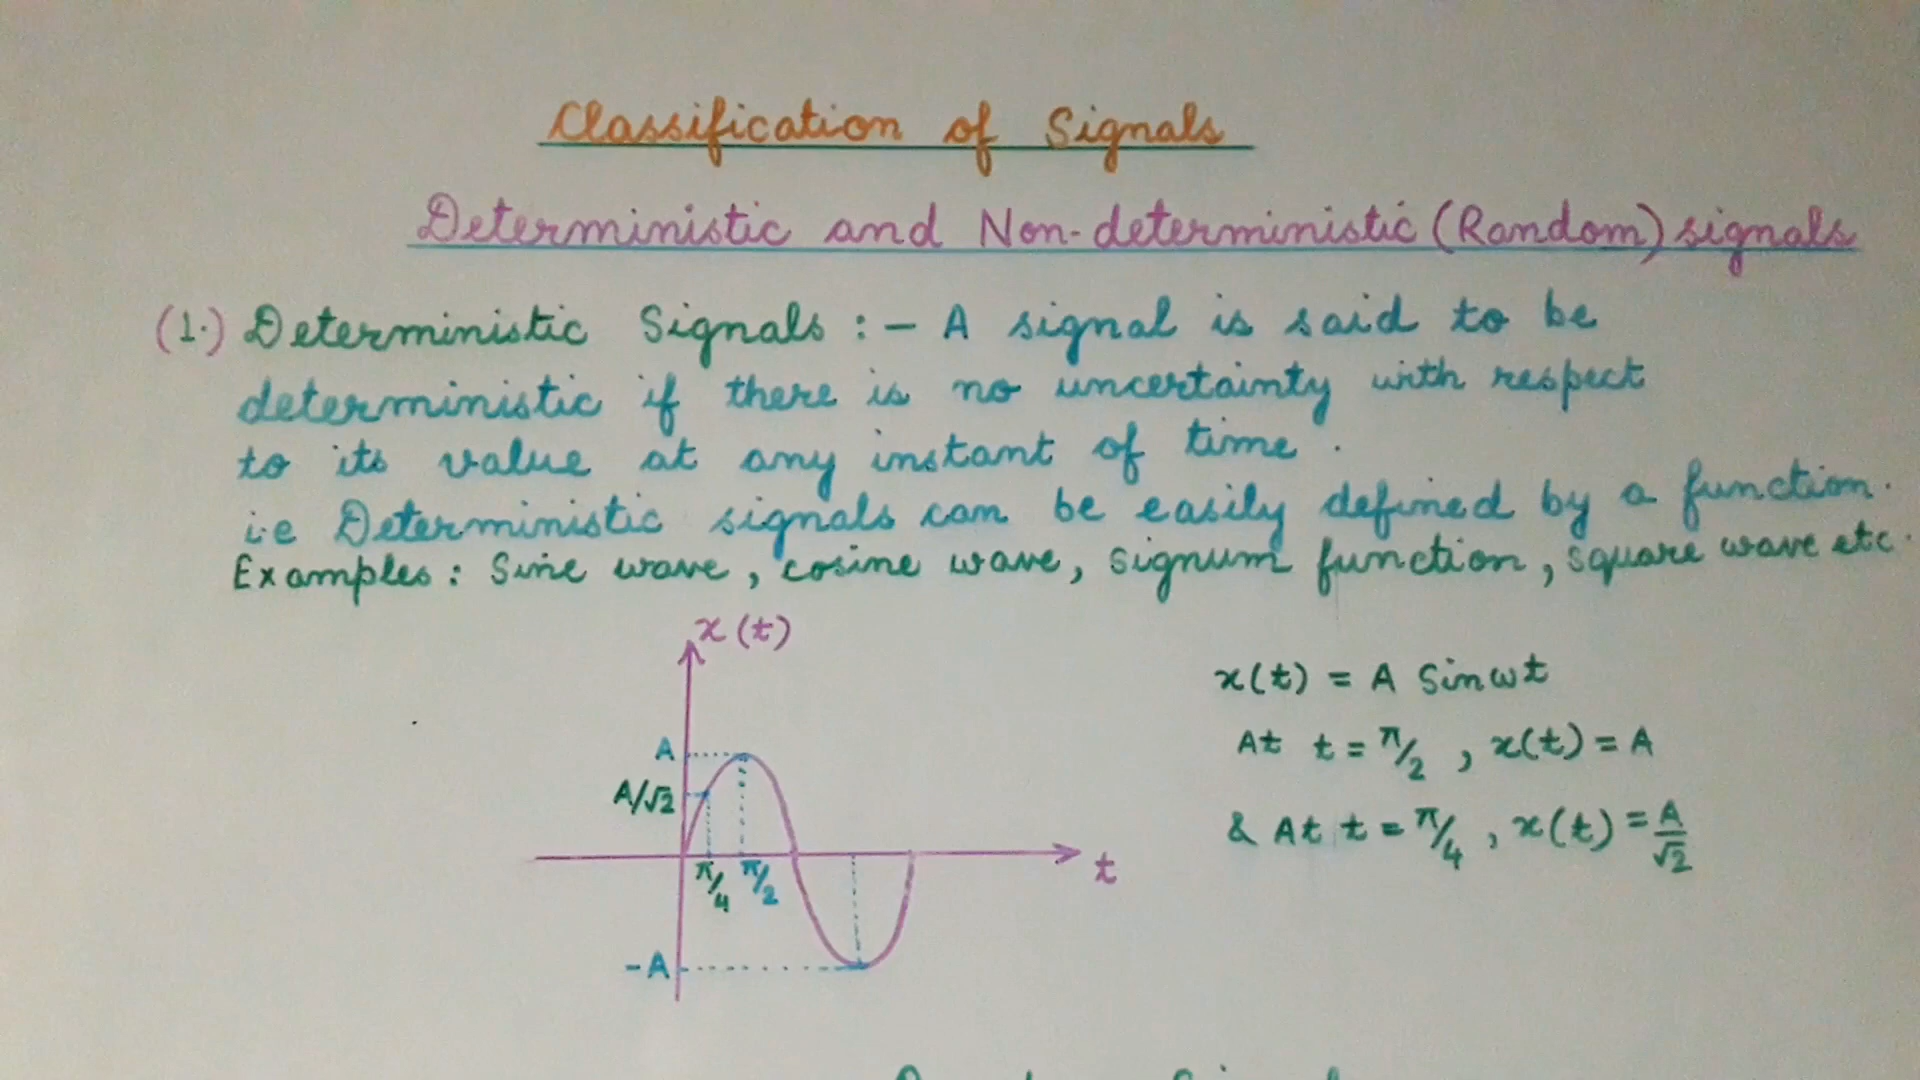 Classification of Signals
Deterministic and Non-deterministic (Random) signals
(1.) Deterministic Signals :- A signal is said to be
deterministic if there is no uncertainty with respect
to its value at any instant of time.
i.e Deterministic signals can be easily defined by a function.
Examples: Sine wave, cosine wave, signum function, square wave etc.
x(t)
x(t) = A Sinωt
A
At t = π/2, x(t) = A
A/√2
& At t = π/4, x(t) = A/√2
t
π/4 π/2
-A